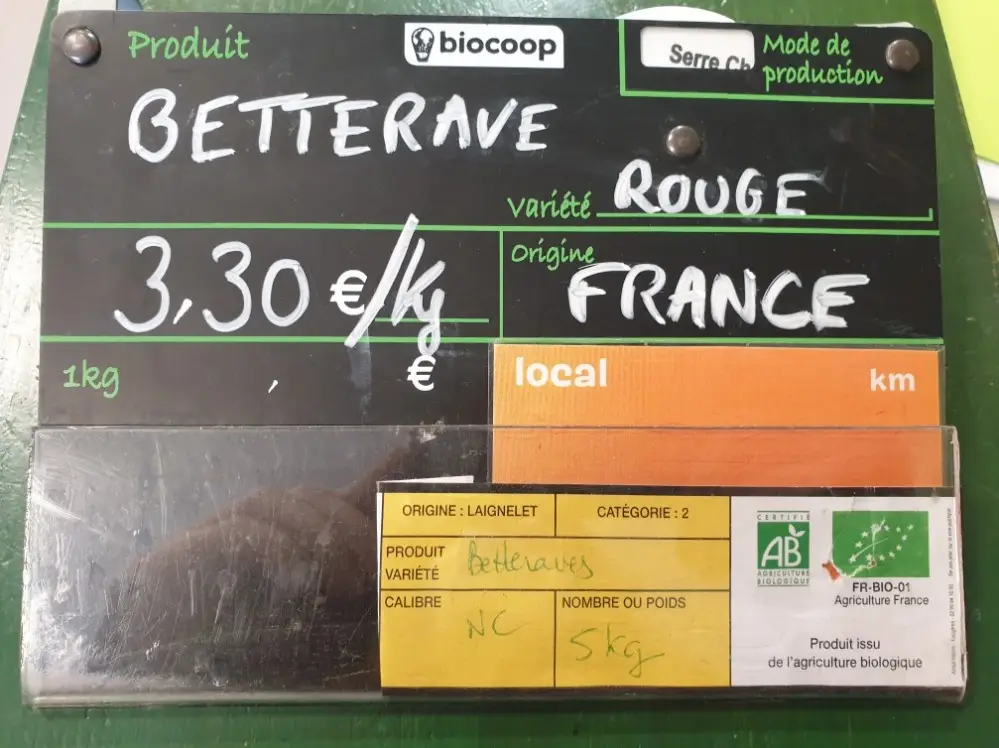 Produit
biocoop
Serre Ch
Mode de
production
BETTERAVE
Variété ROUGE
3,30 €/kg
Origine
FRANCE
1kg , €
local km
ORIGINE : LAIGNELET
CATÉGORIE : 2
PRODUIT
VARIÉTÉ
Betteraves
CALIBRE
NC
NOMBRE OU POIDS
5kg
CERTIFIÉ
AB
AGRICULTURE
BIOLOGIQUE
FR-BIO-01
Agriculture France
Produit issu
de l'agriculture biologique